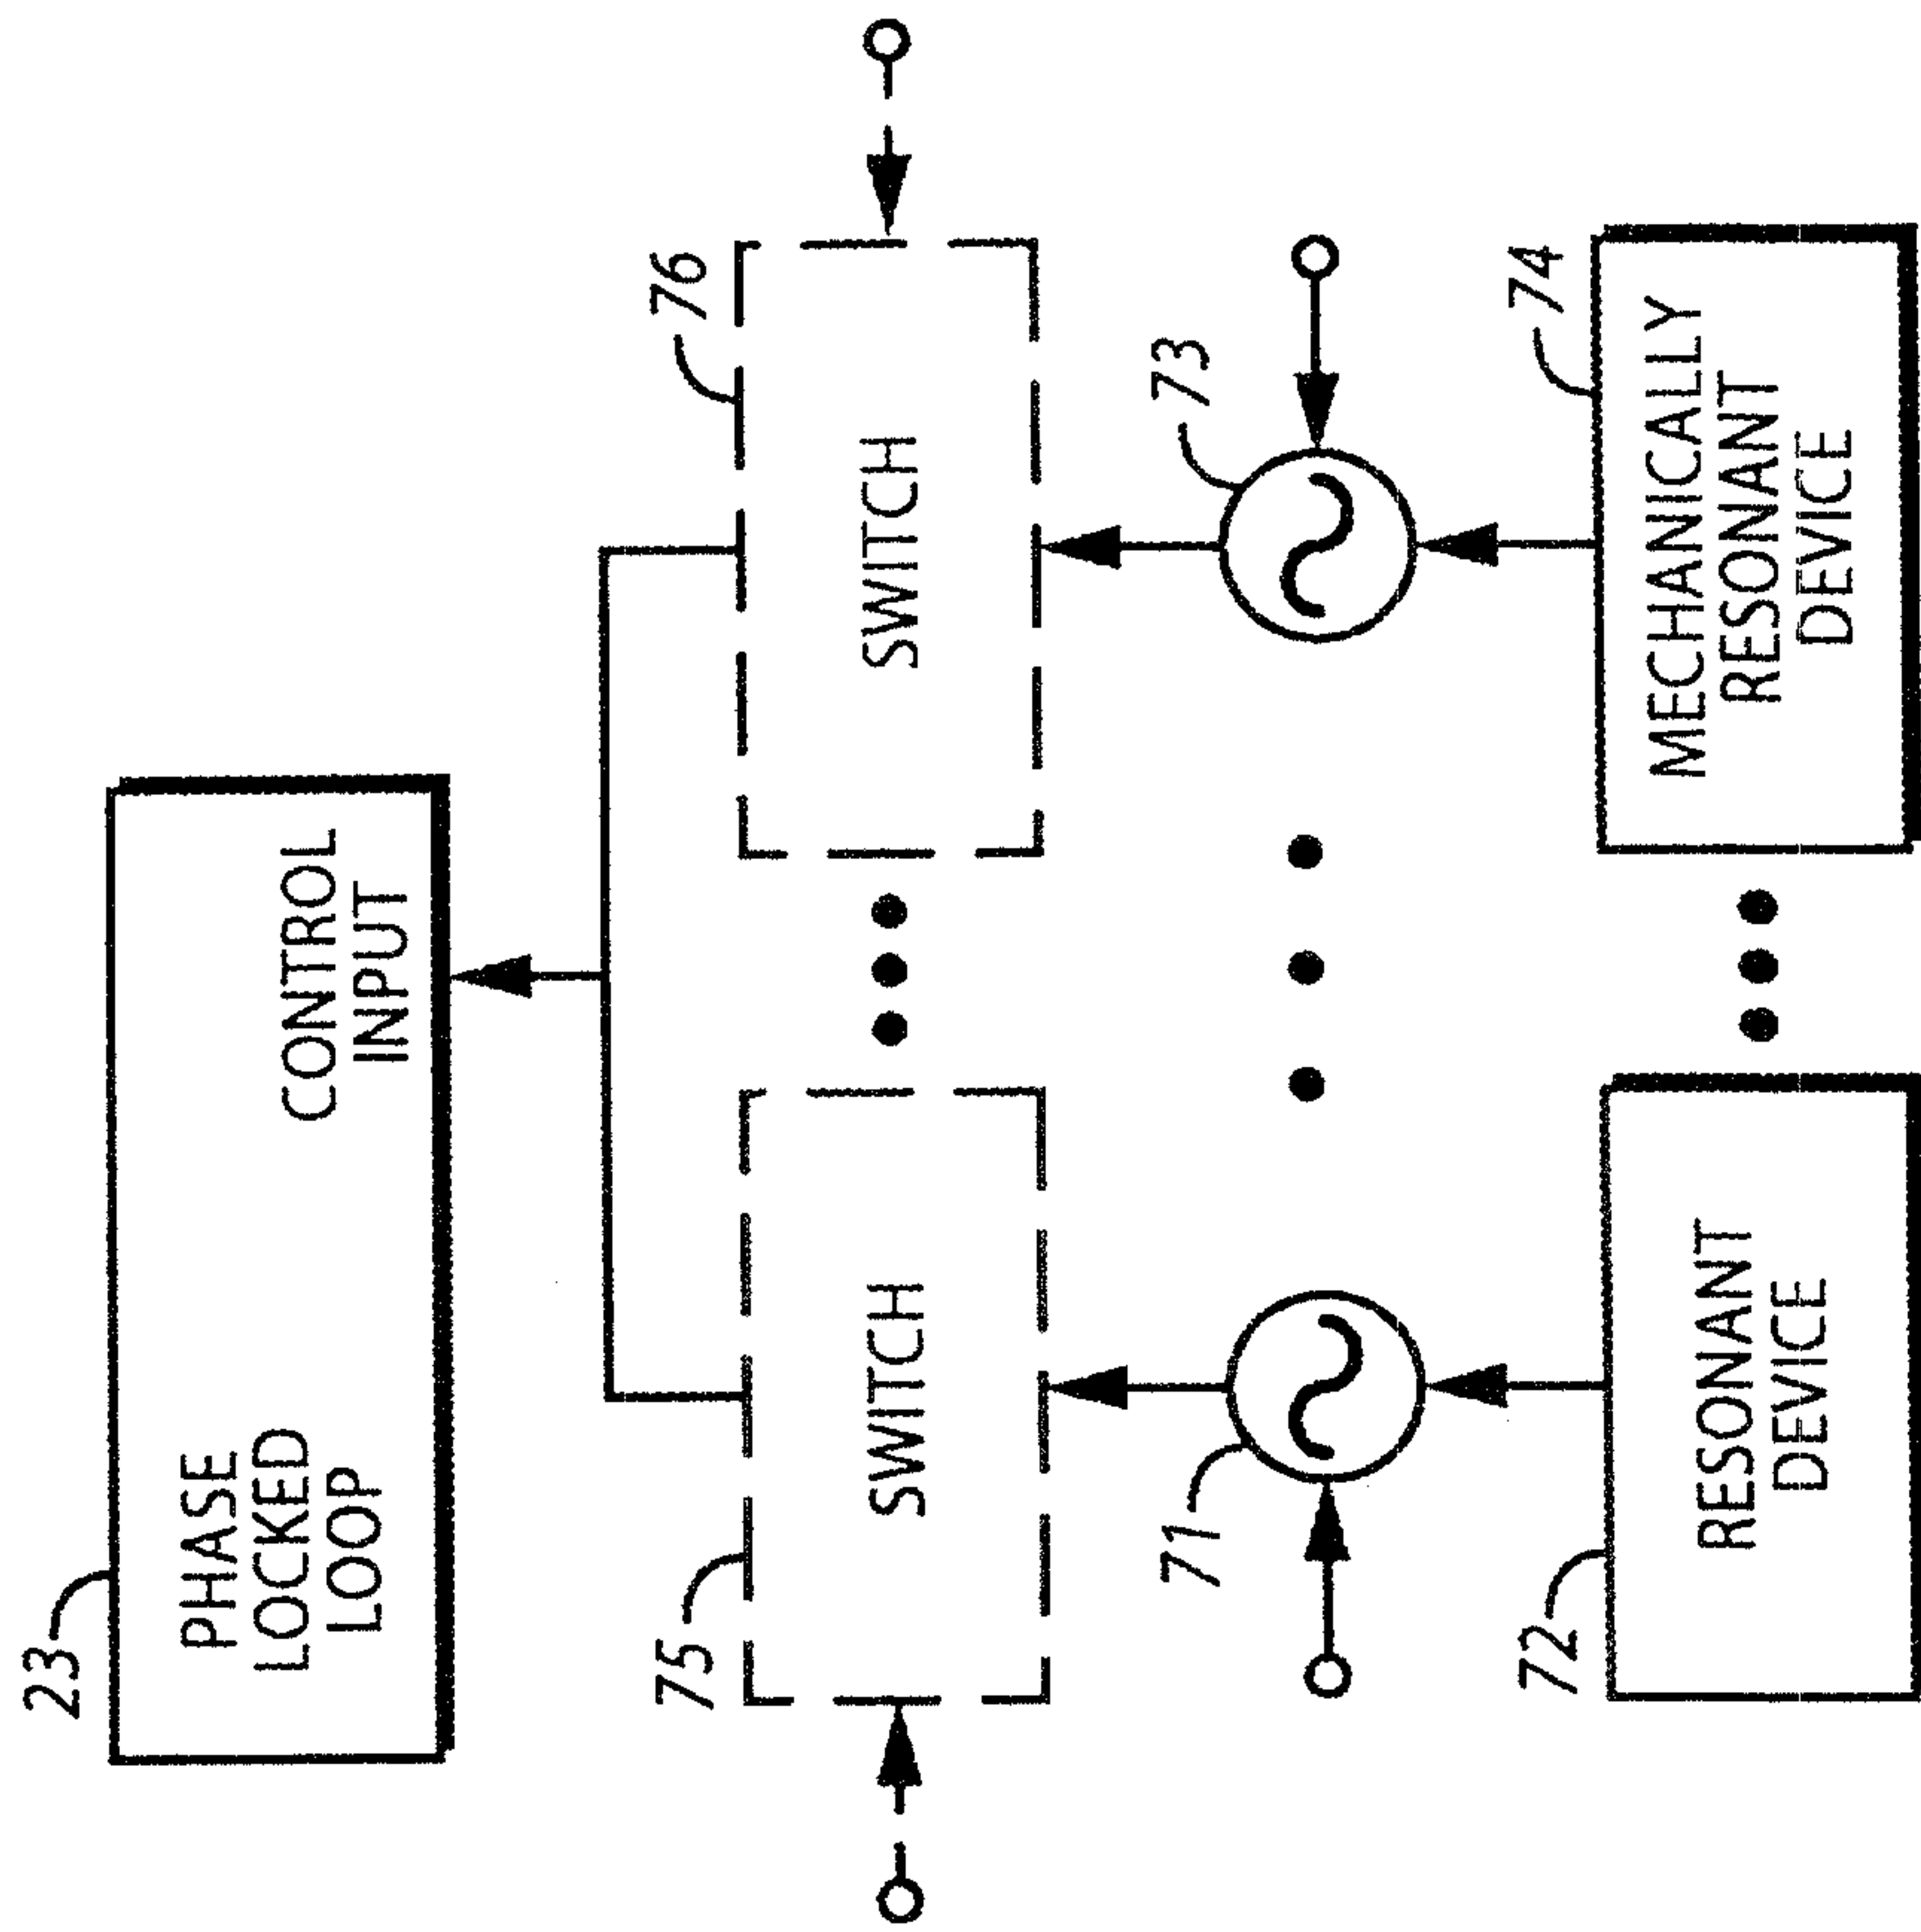 23
PHASE
LOCKED
LOOP
CONTROL
INPUT
75
SWITCH
76
SWITCH
71
73
72
RESONANT
DEVICE
74
MECHANICALLY
RESONANT
DEVICE